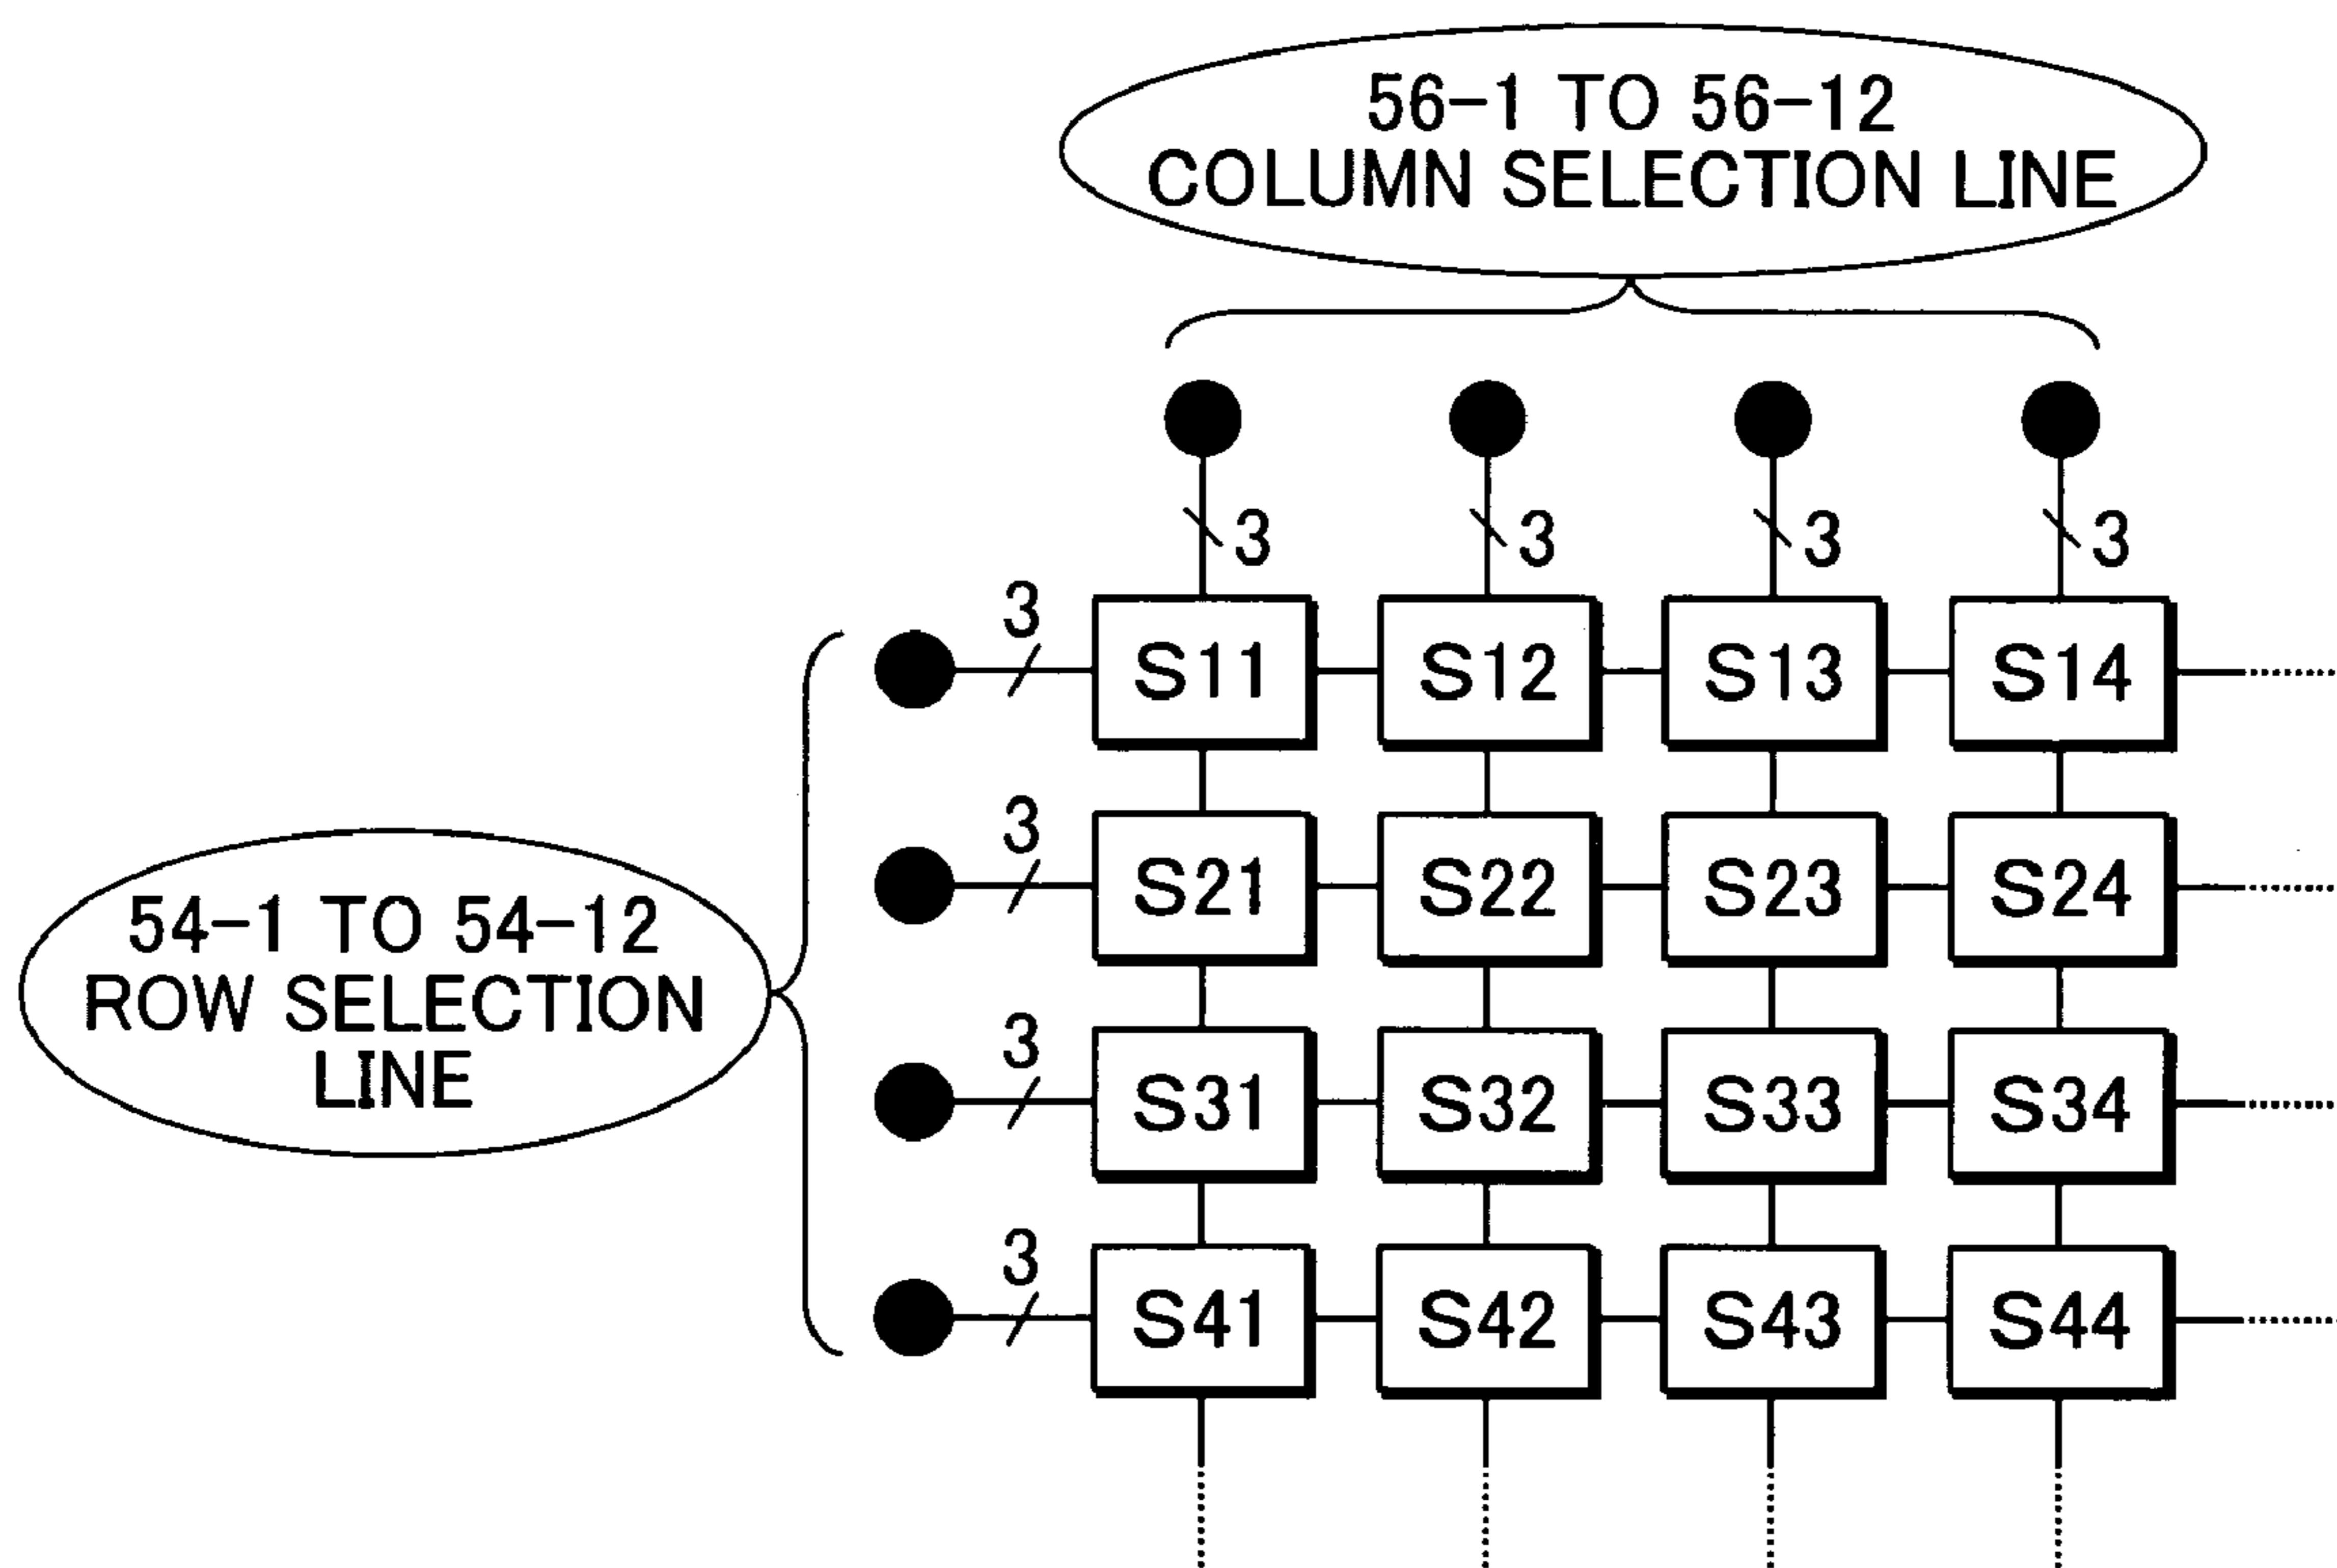 56-1 TO 56-12
COLUMN SELECTION LINE
3 3 3 3
3
S11 S12 S13 S14
3
S21 S22 S23 S24
54-1 TO 54-12
ROW SELECTION
LINE
3
S31 S32 S33 S34
3
S41 S42 S43 S44